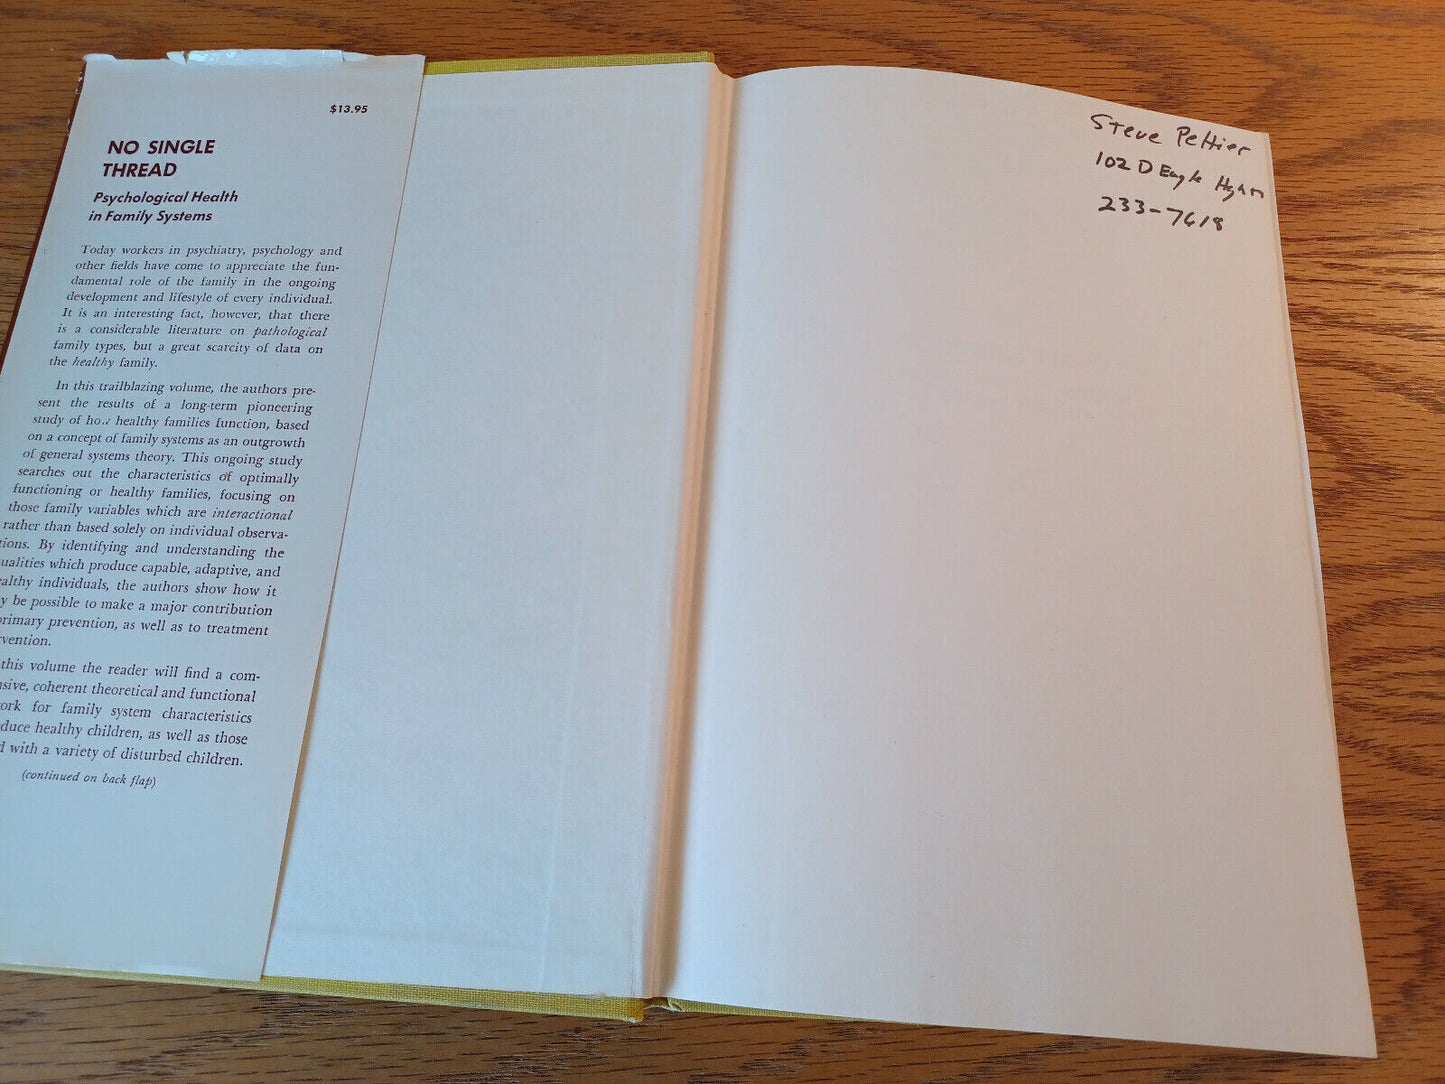 $13.95
NO SINGLE
THREAD
Psychological Health
in Family Systems
Today workers in psychiatry, psychology and
other fields have come to appreciate the fun-
damental role of the family in the ongoing
development and lifestyle of every individual.
It is an interesting fact, however, that there
is a considerable literature on pathological
family types, but a great scarcity of data on
the healthy family.
In this trailblazing volume, the authors pre-
sent the results of a long-term pioneering
study of how healthy families function, based
on a concept of family systems as an outgrowth
of general systems theory. This ongoing study
searches out the characteristics of optimally
functioning or healthy families, focusing on
those family variables which are interactional
rather than based solely on individual observa-
tions. By identifying and understanding the
ualities which produce capable, adaptive, and
ealthy individuals, the authors show how it
y be possible to make a major contribution
primary prevention, as well as to treatment
rvention.
this volume the reader will find a com-
nsive, coherent theoretical and functional
ork for family system characteristics
duce healthy children, as well as those
d with a variety of disturbed children.
(continued on back flap)
Steve Peltier
102 D Eagle
233-7618